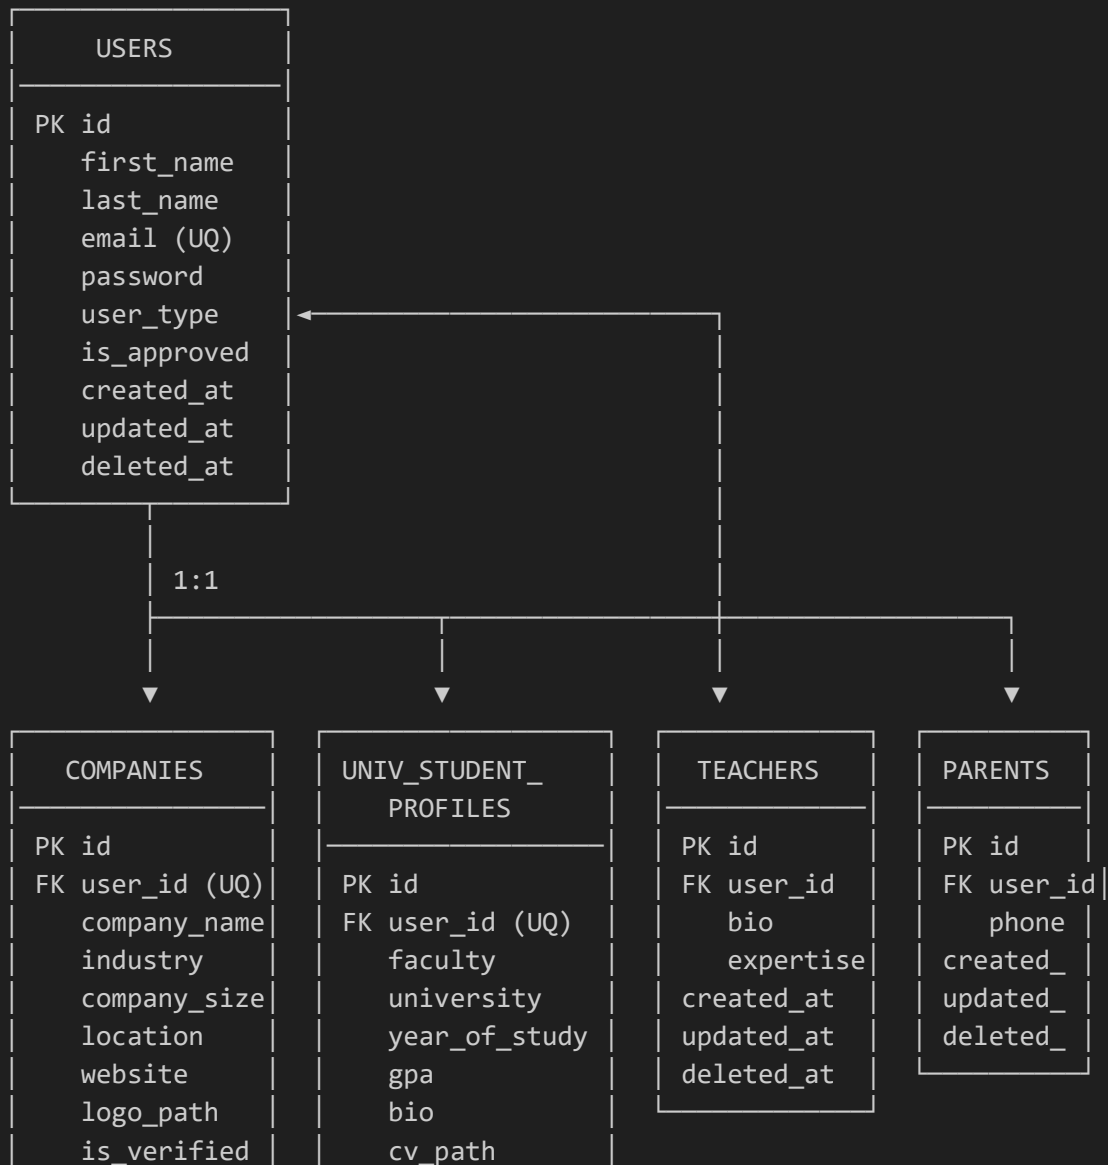 USERS
PK id
first_name
last_name
email (UQ)
password
user_type
is_approved
created_at
updated_at
deleted_at
1:1
COMPANIES
PK id
FK user_id (UQ)
company_name
industry
company_size
location
website
logo_path
is_verified
UNIV_STUDENT_
PROFILES
PK id
FK user_id (UQ)
faculty
university
year_of_study
gpa
bio
cv_path
TEACHERS
PK id
FK user_id
bio
expertise
created_at
updated_at
deleted_at
PARENTS
PK id
FK user_id
phone
created_
updated_
deleted_